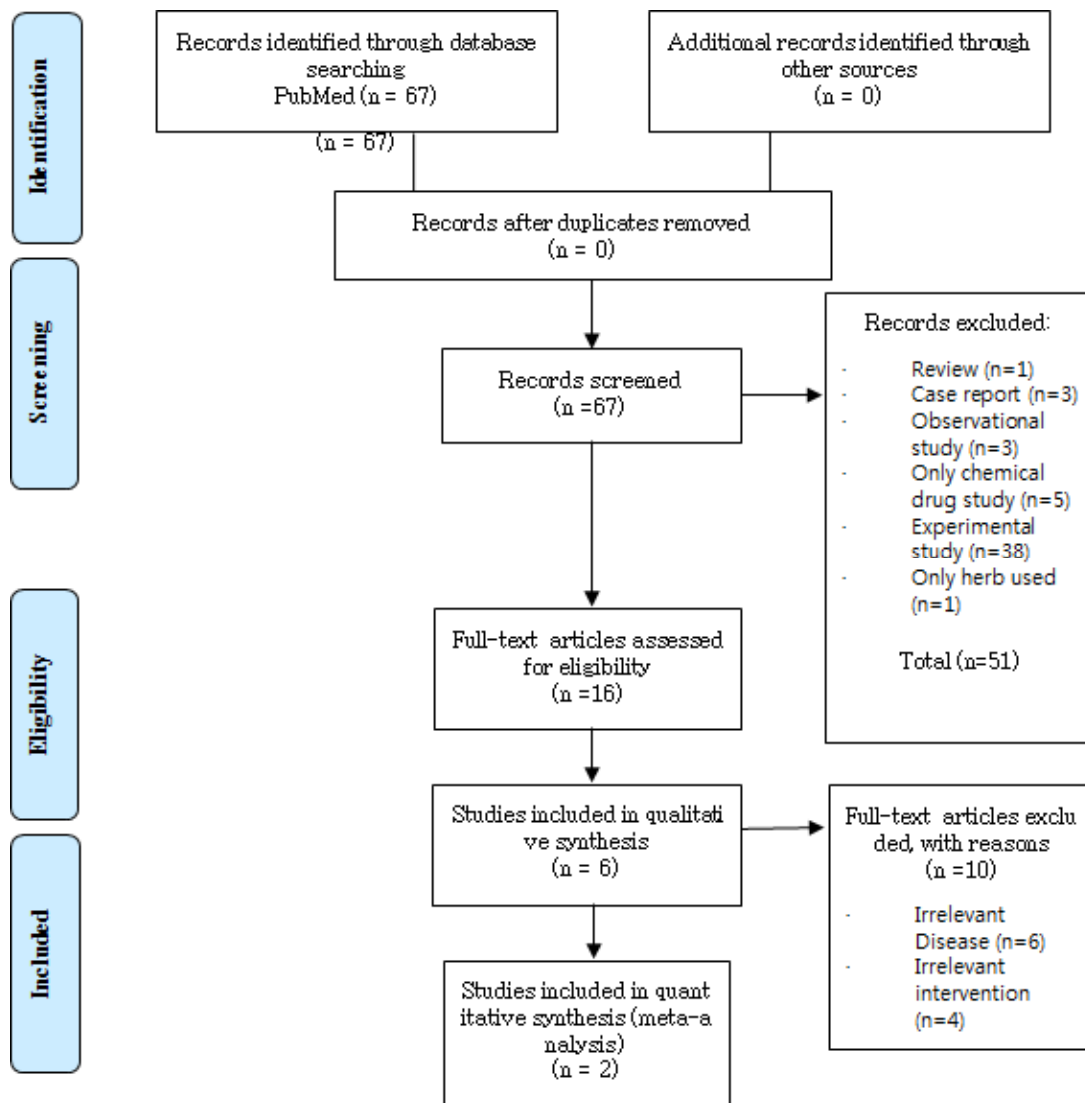 Identification
Records identified through database
searching
PubMed (n = 67)
(n = 67)
Additional records identified through
other sources
(n = 0)
Records after duplicates removed
(n = 0)
Screening
Records screened
(n =67)
Records excluded:
- Review (n=1)
- Case report (n=3)
- Observational
study (n=3)
- Only chemical
drug study (n=5)
- Experimental
study (n=38)
- Only herb used
(n=1)
Total (n=51)
Eligibility
Full-text articles assessed
for eligibility
(n =16)
Studies included in qualitati
ve synthesis
(n = 6)
Full-text articles exclu
ded, with reasons
(n =10)
- Irrelevant
Disease (n=6)
- Irrelevant
intervention
(n=4)
Included
Studies included in quant
itative synthesis (meta-a
nalysis)
(n = 2)